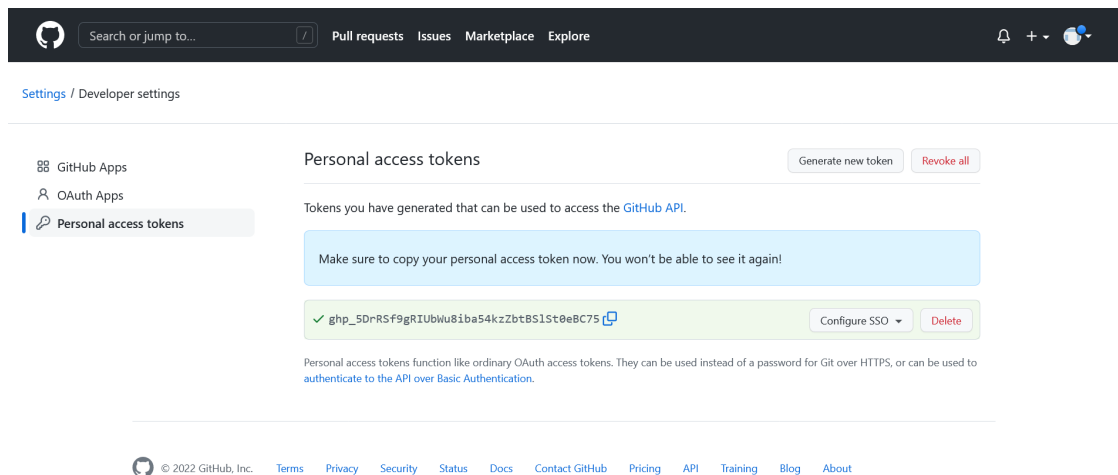 Search or jump to... / Pull requests Issues Marketplace Explore
Settings / Developer settings
GitHub Apps
OAuth Apps
Personal access tokens
Personal access tokens Generate new token Revoke all
Tokens you have generated that can be used to access the GitHub API.
Make sure to copy your personal access token now. You won't be able to see it again!
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 Configure SSO Delete
Personal access tokens function like ordinary OAuth access tokens. They can be used instead of a password for Git over HTTPS, or can be used to
authenticate to the API over Basic Authentication.
© 2022 GitHub, Inc. Terms Privacy Security Status Docs Contact GitHub Pricing API Training Blog About